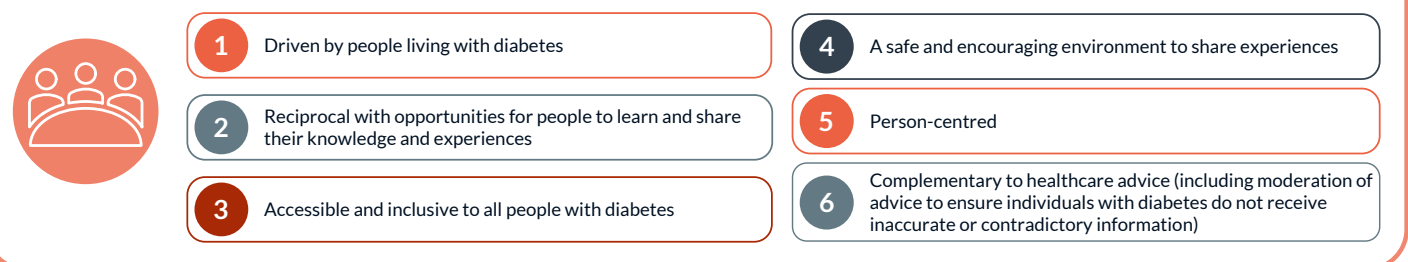 1 Driven by people living with diabetes
2 Reciprocal with opportunities for people to learn and share
their knowledge and experiences
3 Accessible and inclusive to all people with diabetes
4 A safe and encouraging environment to share experiences
5 Person-centred
6 Complementary to healthcare advice (including moderation of
advice to ensure individuals with diabetes do not receive
inaccurate or contradictory information)